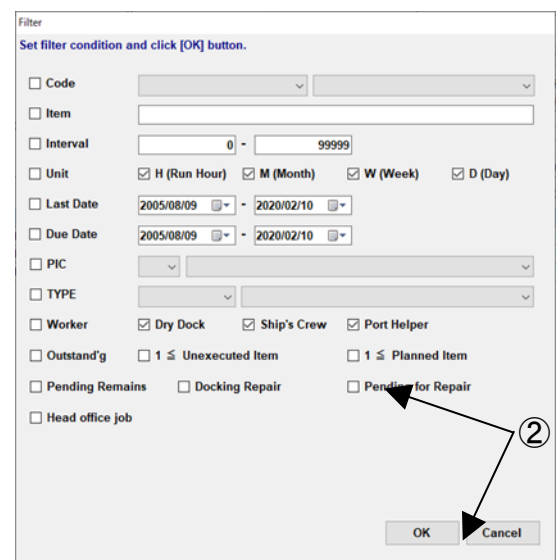 Filter
Set filter condition and click [OK] button.
Code
Item
Interval 0 - 99999
Unit H (Run Hour) M (Month) W (Week) D (Day)
Last Date 2005/08/09 - 2020/02/10
Due Date 2005/08/09 - 2020/02/10
PIC
TYPE
Worker Dry Dock Ship's Crew Port Helper
Outstand'g 1 ≦ Unexecuted Item 1 ≦ Planned Item
Pending Remains Docking Repair Pending for Repair
Head office job
②
OK Cancel